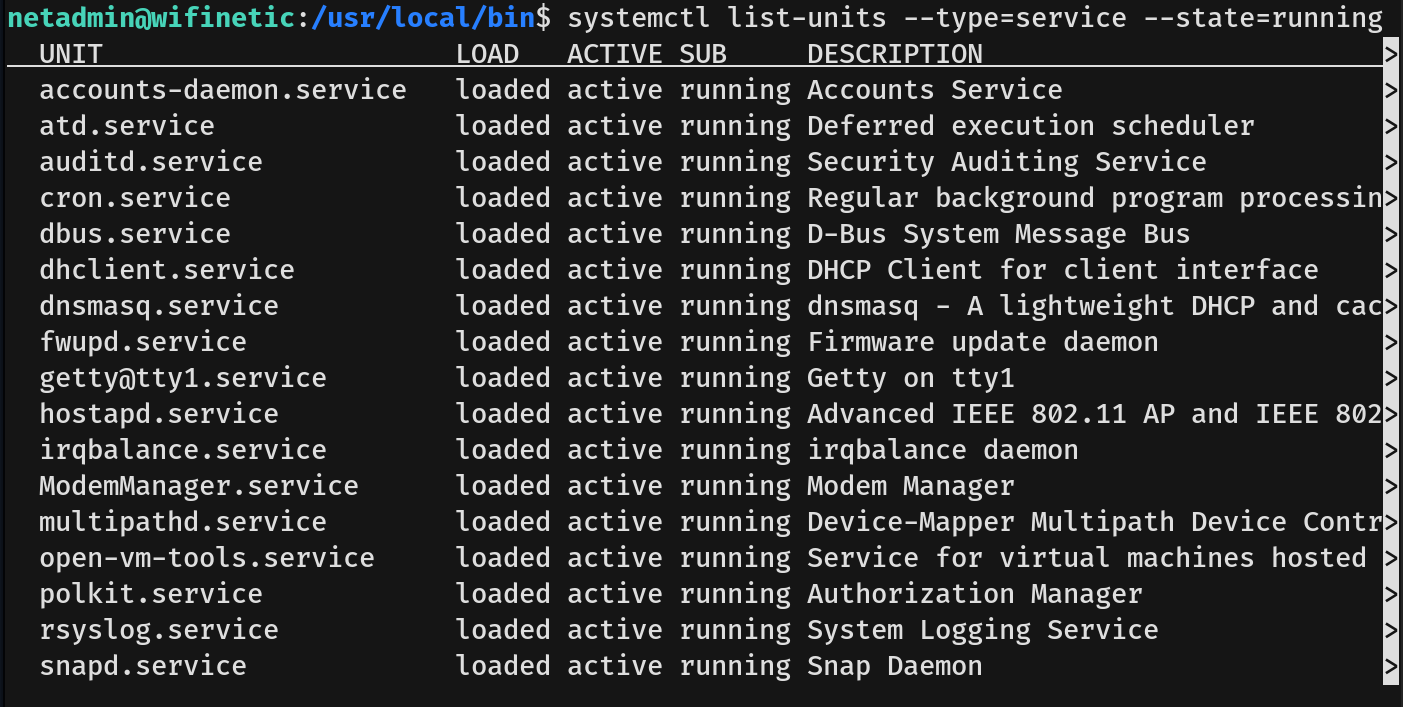 netadmin@wifinetic:/usr/local/bin$ systemctl list-units --type=service --state=running
  UNIT                      LOAD   ACTIVE SUB     DESCRIPTION                         >
  accounts-daemon.service   loaded active running Accounts Service                    >
  atd.service               loaded active running Deferred execution scheduler        >
  auditd.service            loaded active running Security Auditing Service           >
  cron.service              loaded active running Regular background program processin>
  dbus.service              loaded active running D-Bus System Message Bus            >
  dhclient.service          loaded active running DHCP Client for client interface    >
  dnsmasq.service           loaded active running dnsmasq - A lightweight DHCP and cac>
  fwupd.service             loaded active running Firmware update daemon              >
  getty@tty1.service        loaded active running Getty on tty1                       >
  hostapd.service           loaded active running Advanced IEEE 802.11 AP and IEEE 802>
  irqbalance.service        loaded active running irqbalance daemon                   >
  ModemManager.service      loaded active running Modem Manager                       >
  multipathd.service        loaded active running Device-Mapper Multipath Device Contr>
  open-vm-tools.service     loaded active running Service for virtual machines hosted >
  polkit.service            loaded active running Authorization Manager               >
  rsyslog.service           loaded active running System Logging Service              >
  snapd.service             loaded active running Snap Daemon                         >